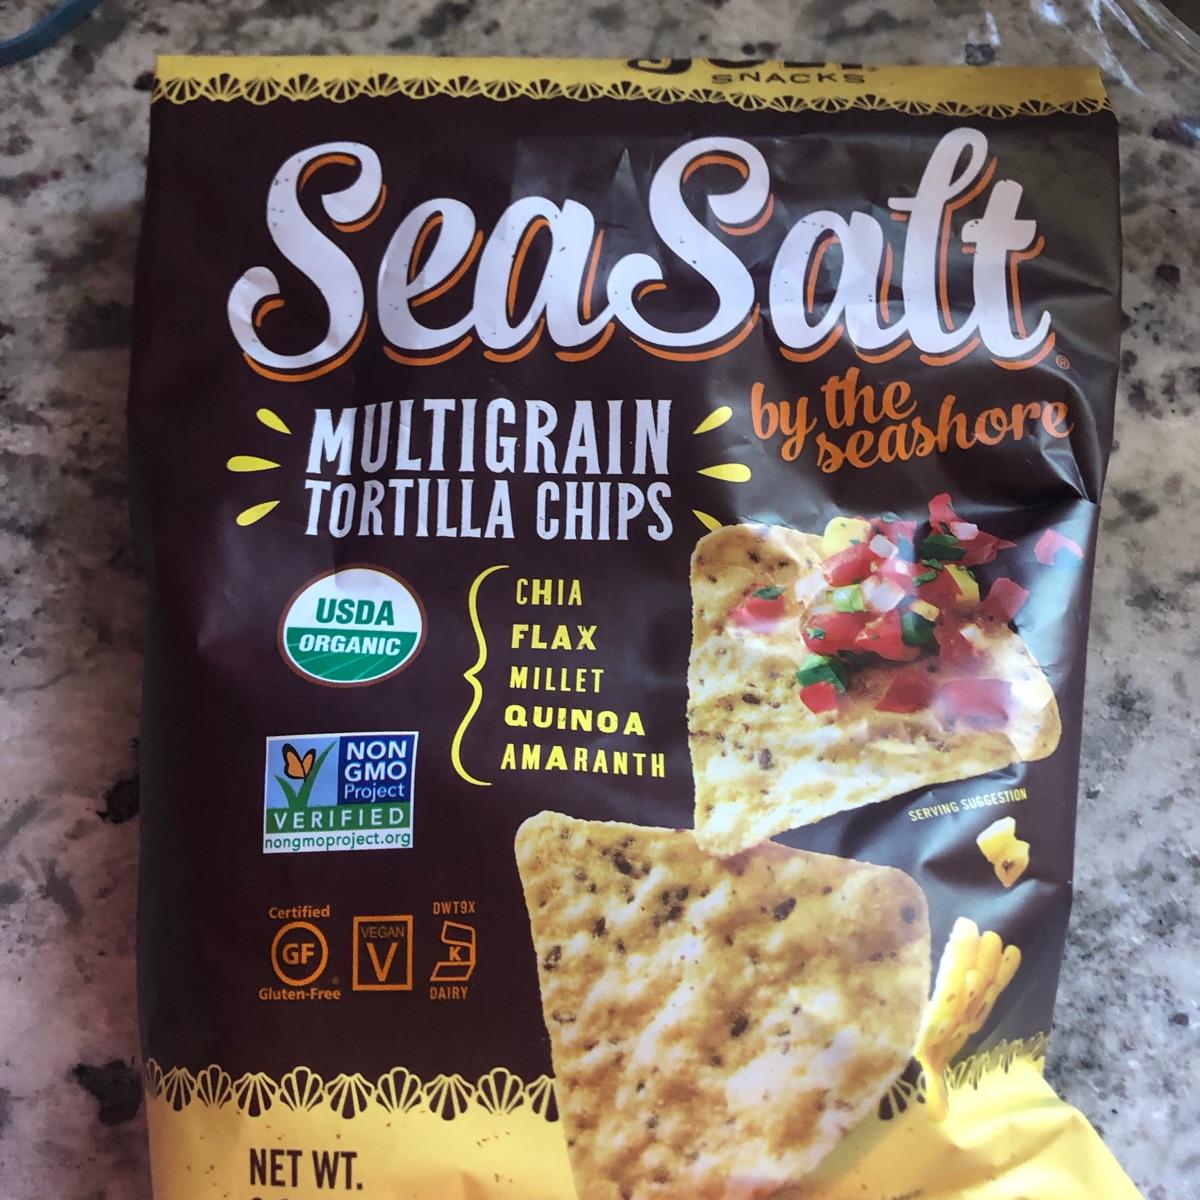 SNACKS
SeaSalt®
by the
seashore
MULTIGRAIN
TORTILLA CHIPS
USDA
ORGANIC
CHIA
FLAX
MILLET
QUINOA
AMARANTH
NON
GMO
Project
VERIFIED
nongmoproject.org
SERVING SUGGESTION
Certified
GF
Gluten-Free
VEGAN
V
DWT9X
K
DAIRY
NET WT.